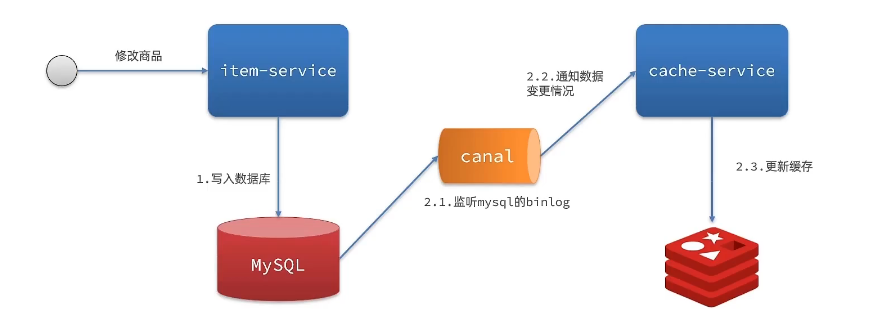 修改商品
item-service
2.2.通知数据
变更情况
cache-service
canal
1.写入数据库
2.1.监听mysql的binlog
2.3.更新缓存
MySQL